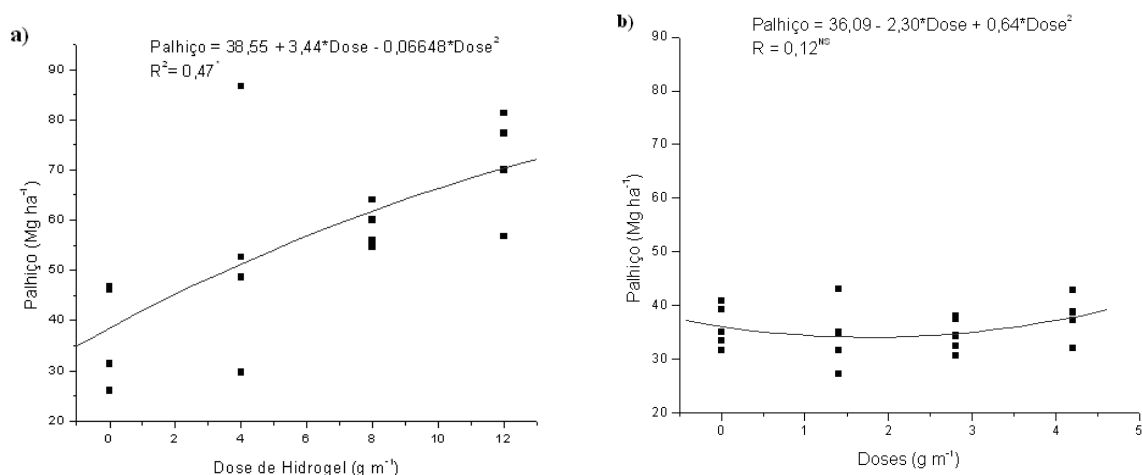 a)
Palhiço = 38,55 + 3,44*Dose - 0,06648*Dose²
R²= 0,47*
90
80
70
60
50
40
30
20
Palhiço (Mg ha⁻¹)
0 2 4 6 8 10 12
Dose de Hidrogel (g m⁻¹)
b)
Palhiço = 36,09 - 2,30*Dose + 0,64*Dose²
R = 0,12ᴺˢ
90
80
70
60
50
40
30
20
Palhiço (Mg ha⁻¹)
0 1 2 3 4 5
Doses (g m⁻¹)